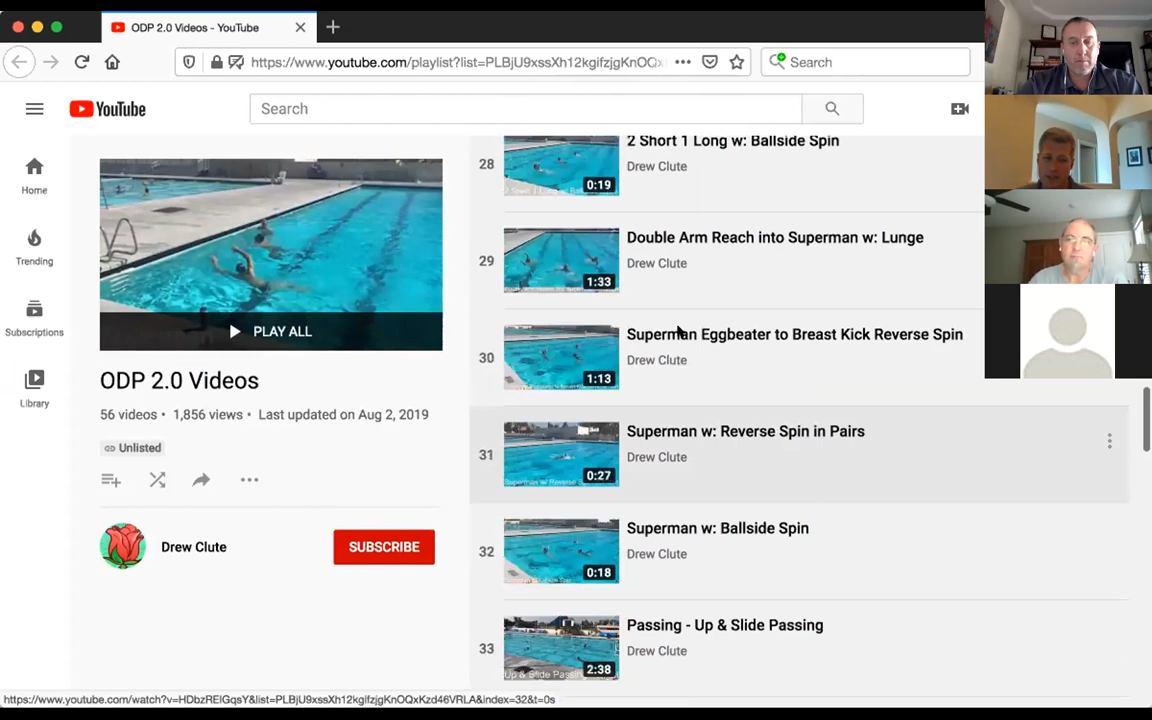 ODP 2.0 Videos - YouTube
https://www.youtube.com/playlist?list=PLBjU9xssXh12kgifzjgKnOQx
Search
YouTube
Search
Home
Trending
Subscriptions
Library
PLAY ALL
ODP 2.0 Videos
56 videos • 1,856 views • Last updated on Aug 2, 2019
Unlisted
Drew Clute
SUBSCRIBE
28
0:19
2 Short 1 Long w: Ballside Spin
Drew Clute
29
1:33
Double Arm Reach into Superman w: Lunge
Drew Clute
30
1:13
Superman Eggbeater to Breast Kick Reverse Spin
Drew Clute
31
0:27
Superman w: Reverse Spin in Pairs
Drew Clute
32
0:18
Superman w: Ballside Spin
Drew Clute
33
Up & Slide Passin
2:38
Passing - Up & Slide Passing
Drew Clute
https://www.youtube.com/watch?v=HDbzREIGqsY&list=PLBjU9xssXh12kgifzjgKnOQxKzd46VRLA&index=32&t=0s